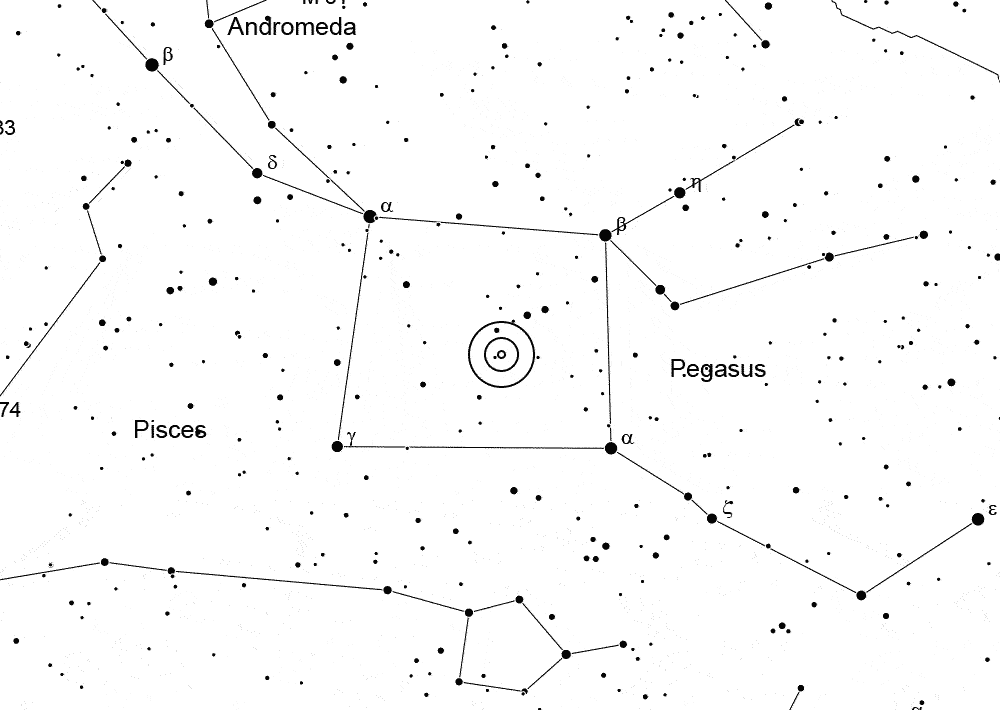 Andromeda
β
33
δ
α
η
β
Pegasus
74
Pisces
γ
α
ζ
ε
α